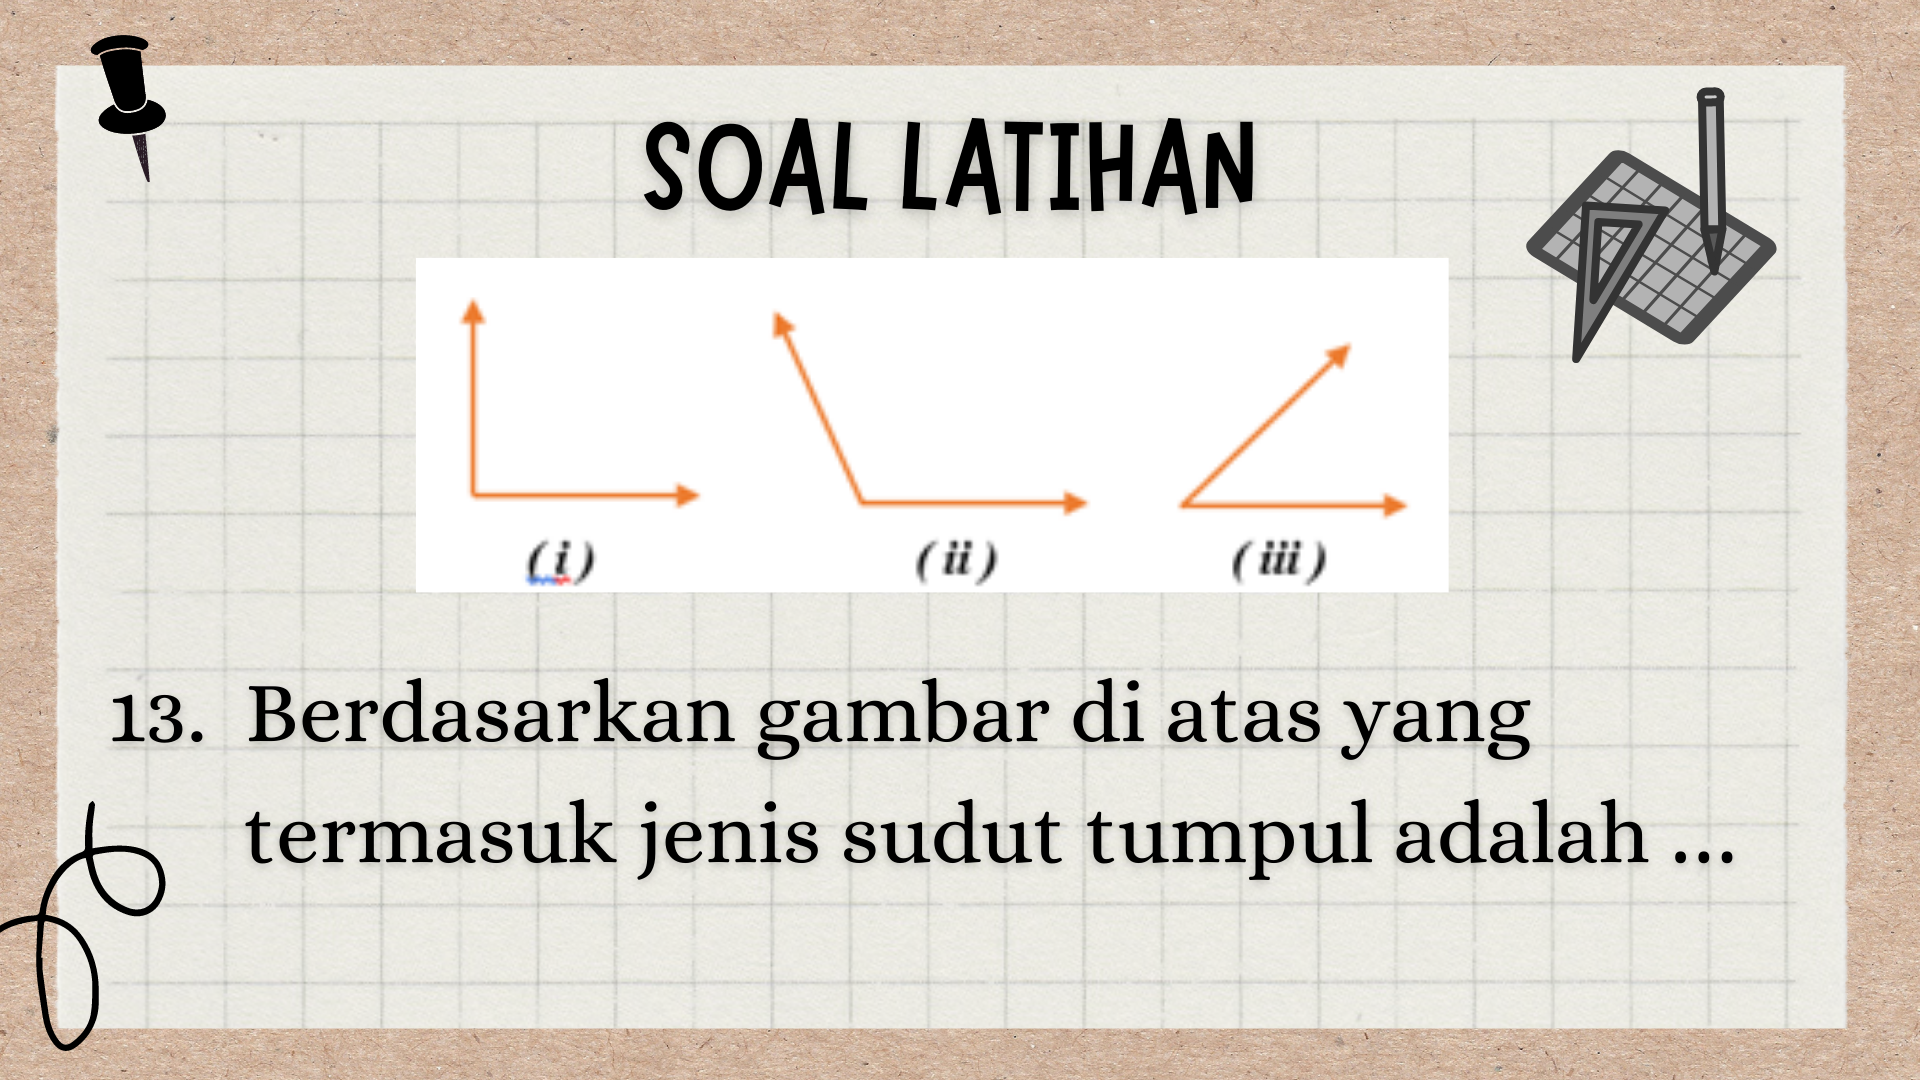 SOAL LATIHAN
( i ) ( ii ) ( iii )
13. Berdasarkan gambar di atas yang
termasuk jenis sudut tumpul adalah ...